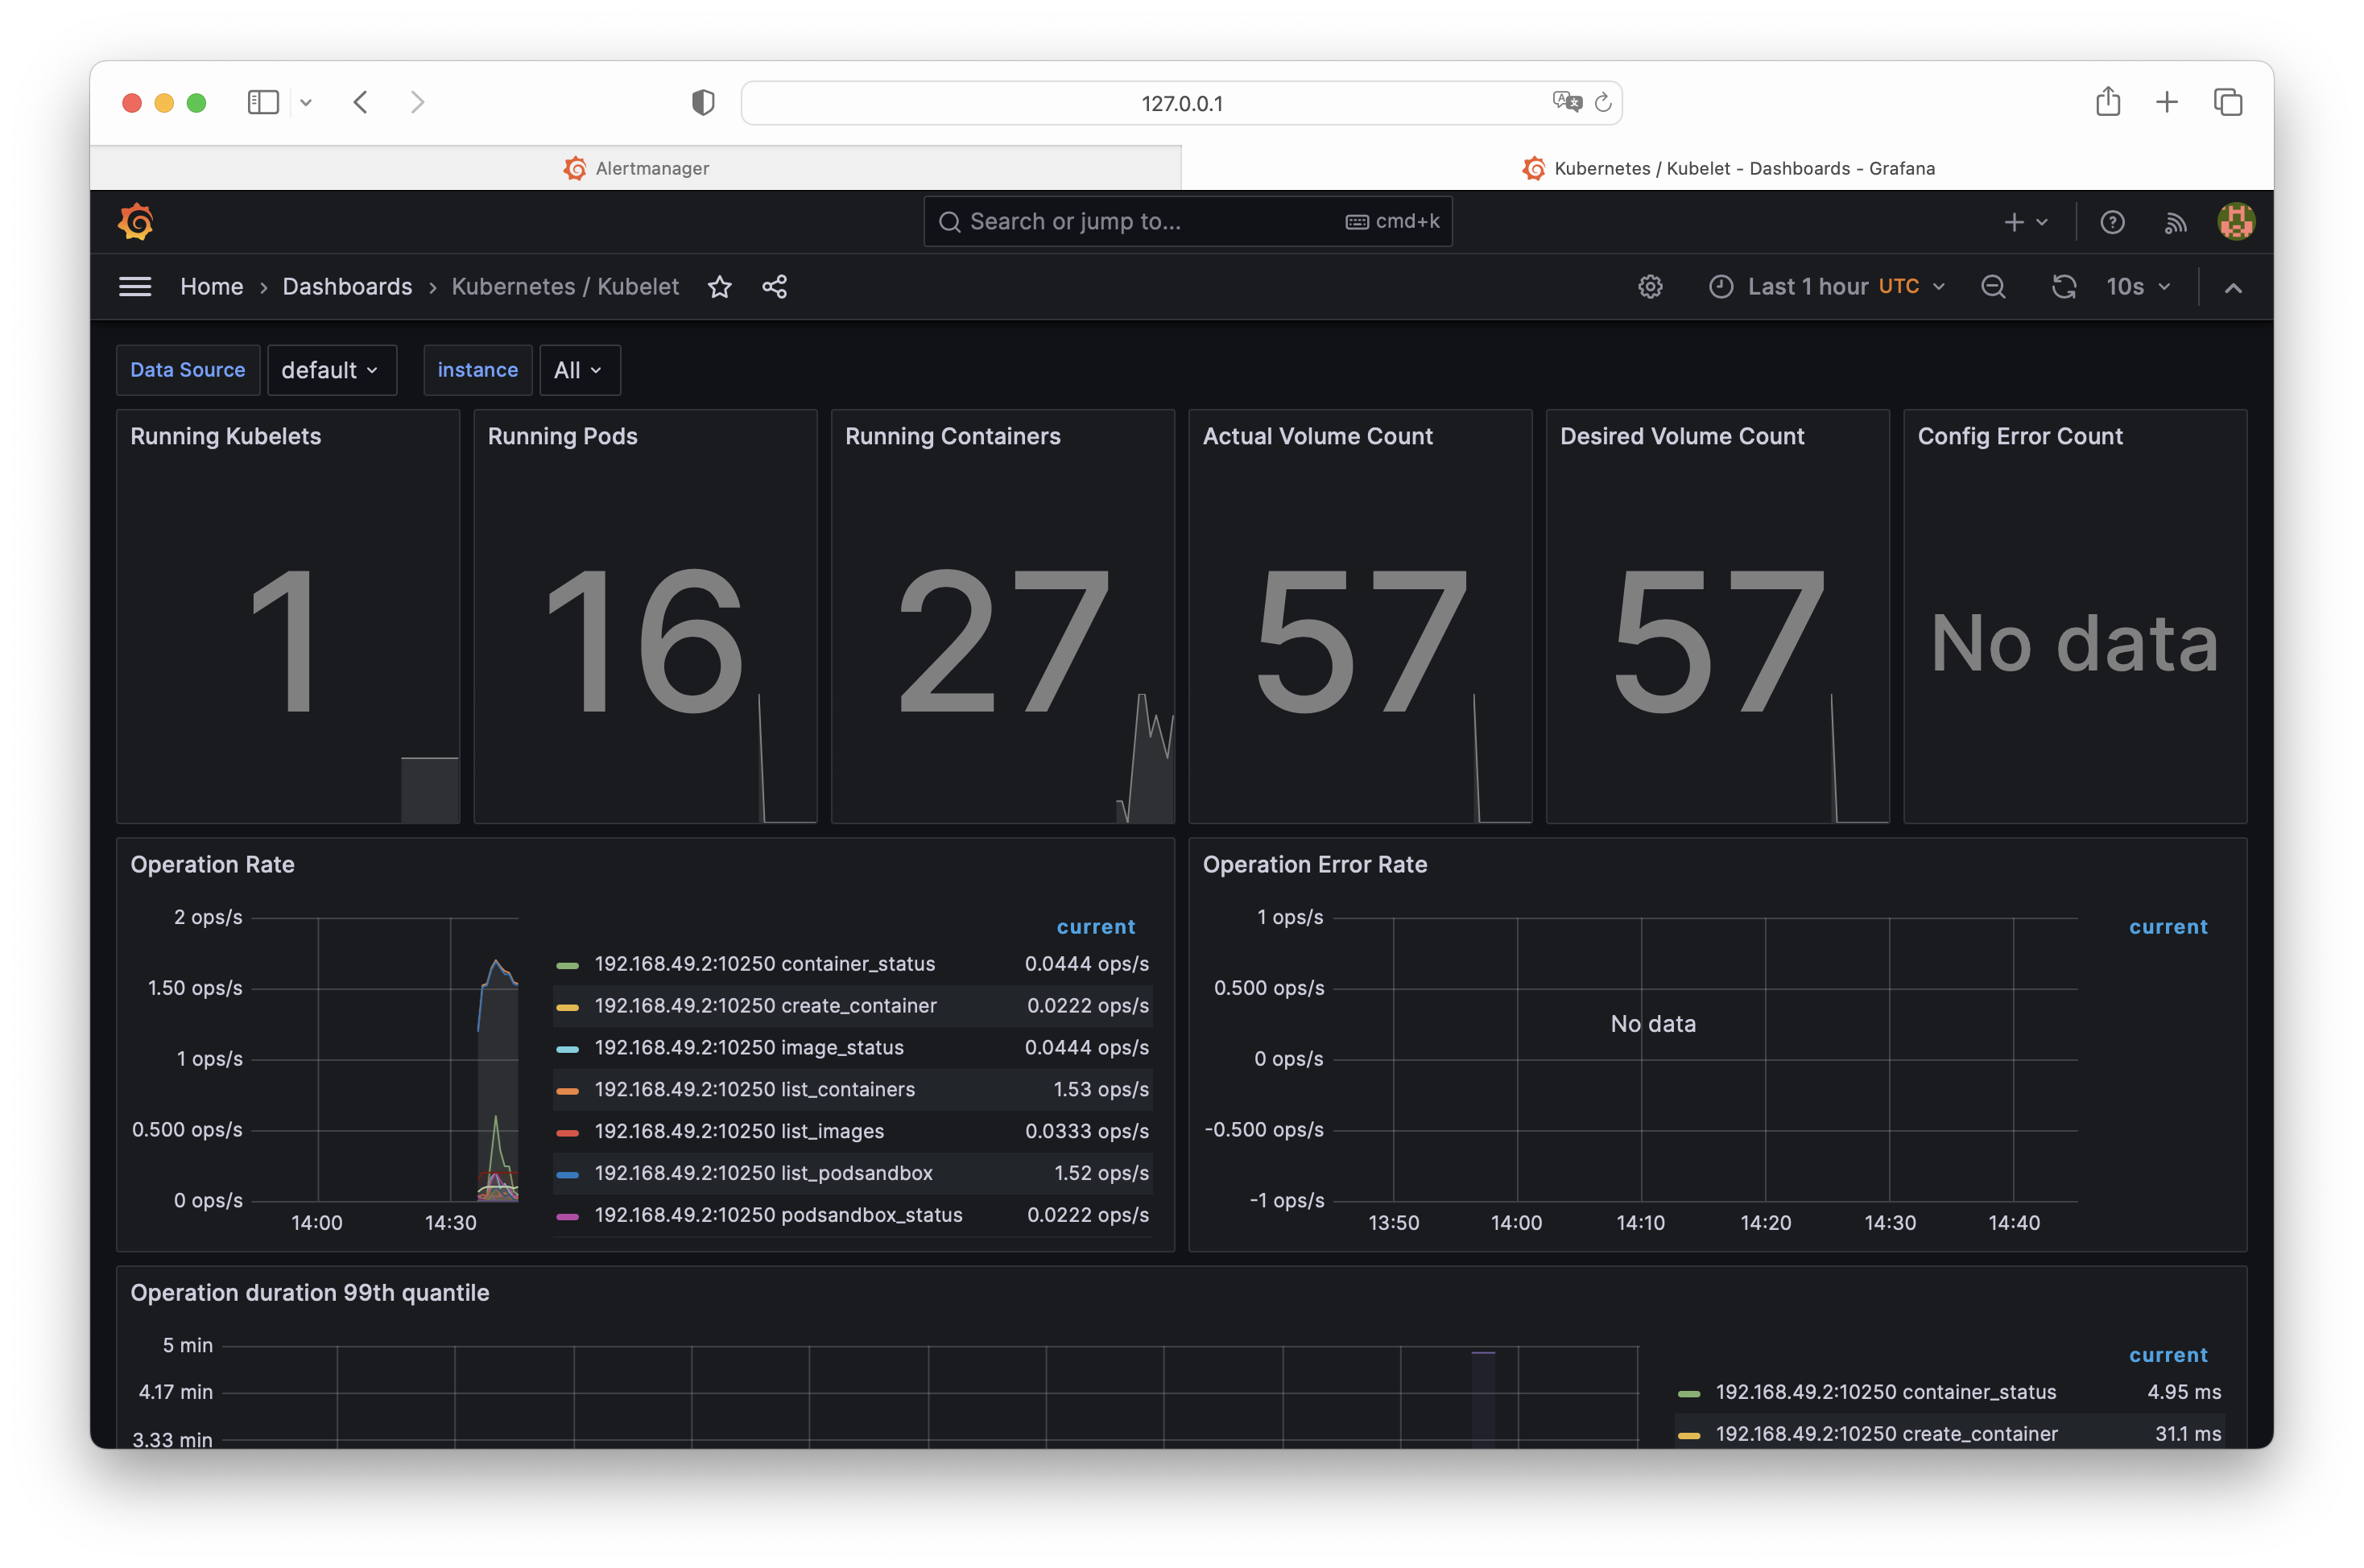 127.0.0.1
Alertmanager
Kubernetes / Kubelet - Dashboards - Grafana
Search or jump to...
cmd+k
Home › Dashboards › Kubernetes / Kubelet
Last 1 hour UTC
10s
Data Source
default
instance
All
Running Kubelets
1
Running Pods
16
Running Containers
27
Actual Volume Count
57
Desired Volume Count
57
Config Error Count
No data
Operation Rate
2 ops/s
1.50 ops/s
1 ops/s
0.500 ops/s
0 ops/s
14:00
14:30
current
192.168.49.2:10250 container_status 0.0444 ops/s
192.168.49.2:10250 create_container 0.0222 ops/s
192.168.49.2:10250 image_status 0.0444 ops/s
192.168.49.2:10250 list_containers 1.53 ops/s
192.168.49.2:10250 list_images 0.0333 ops/s
192.168.49.2:10250 list_podsandbox 1.52 ops/s
192.168.49.2:10250 podsandbox_status 0.0222 ops/s
Operation Error Rate
1 ops/s
0.500 ops/s
0 ops/s
-0.500 ops/s
-1 ops/s
No data
13:50
14:00
14:10
14:20
14:30
14:40
current
Operation duration 99th quantile
5 min
4.17 min
3.33 min
current
192.168.49.2:10250 container_status 4.95 ms
192.168.49.2:10250 create_container 31.1 ms